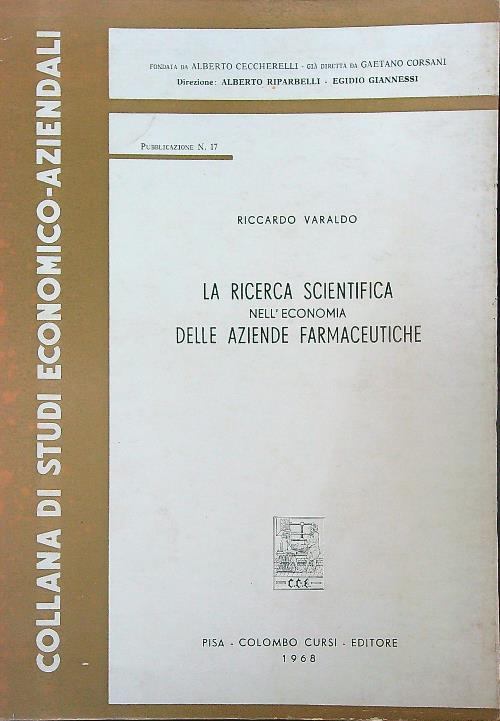 COLLANA DI STUDI ECONOMICO-AZIENDALI
FONDATA DA ALBERTO CECCHERELLI - GIÀ DIRETTA DA GAETANO CORSANI
Direzione: ALBERTO RIPARBELLI - EGIDIO GIANNESSI
PUBBLICAZIONE N. 17
RICCARDO VARALDO
LA RICERCA SCIENTIFICA
NELL'ECONOMIA
DELLE AZIENDE FARMACEUTICHE
C.C.E.
PISA - COLOMBO CURSI - EDITORE
1968